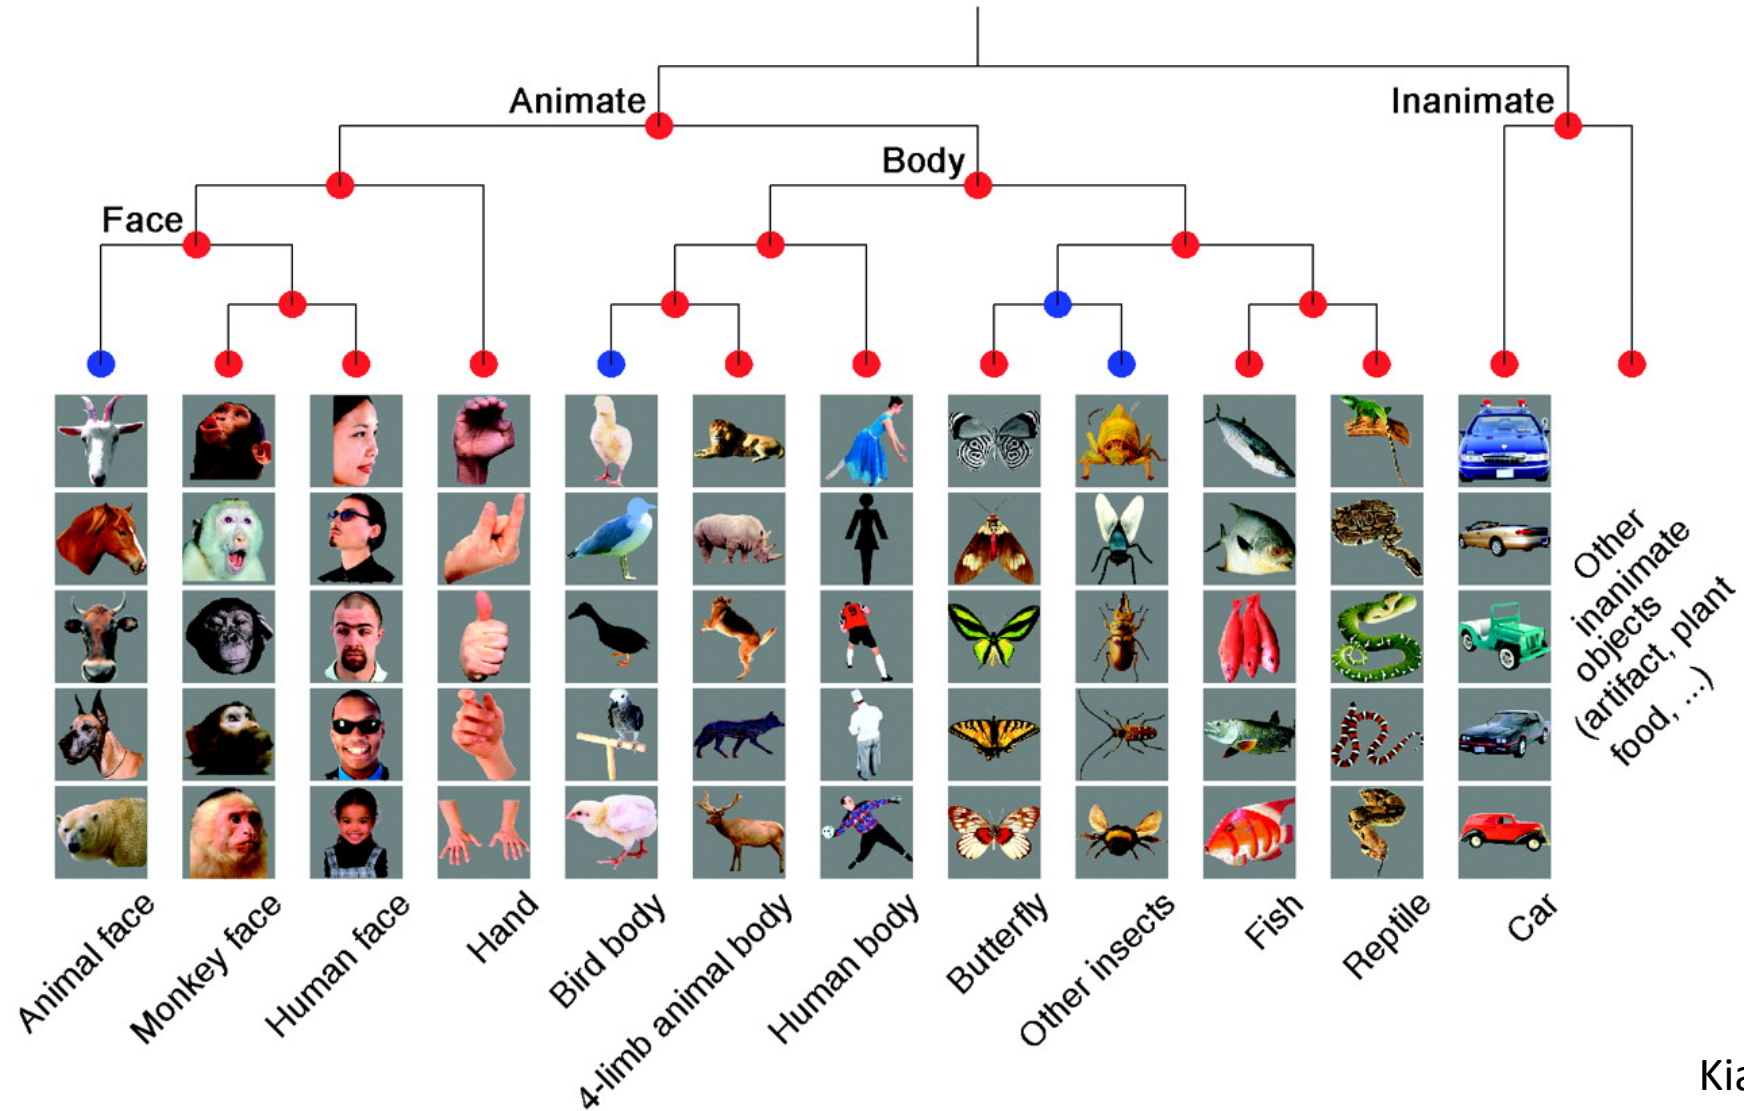 Animate
Inanimate
Body
Face
Other
inanimate
objects
(artifact, plant
food, ...)
Animal face
Monkey face
Human face
Hand
Bird body
4-limb animal body
Human body
Butterfly
Other insects
Fish
Reptile
Car
Kia